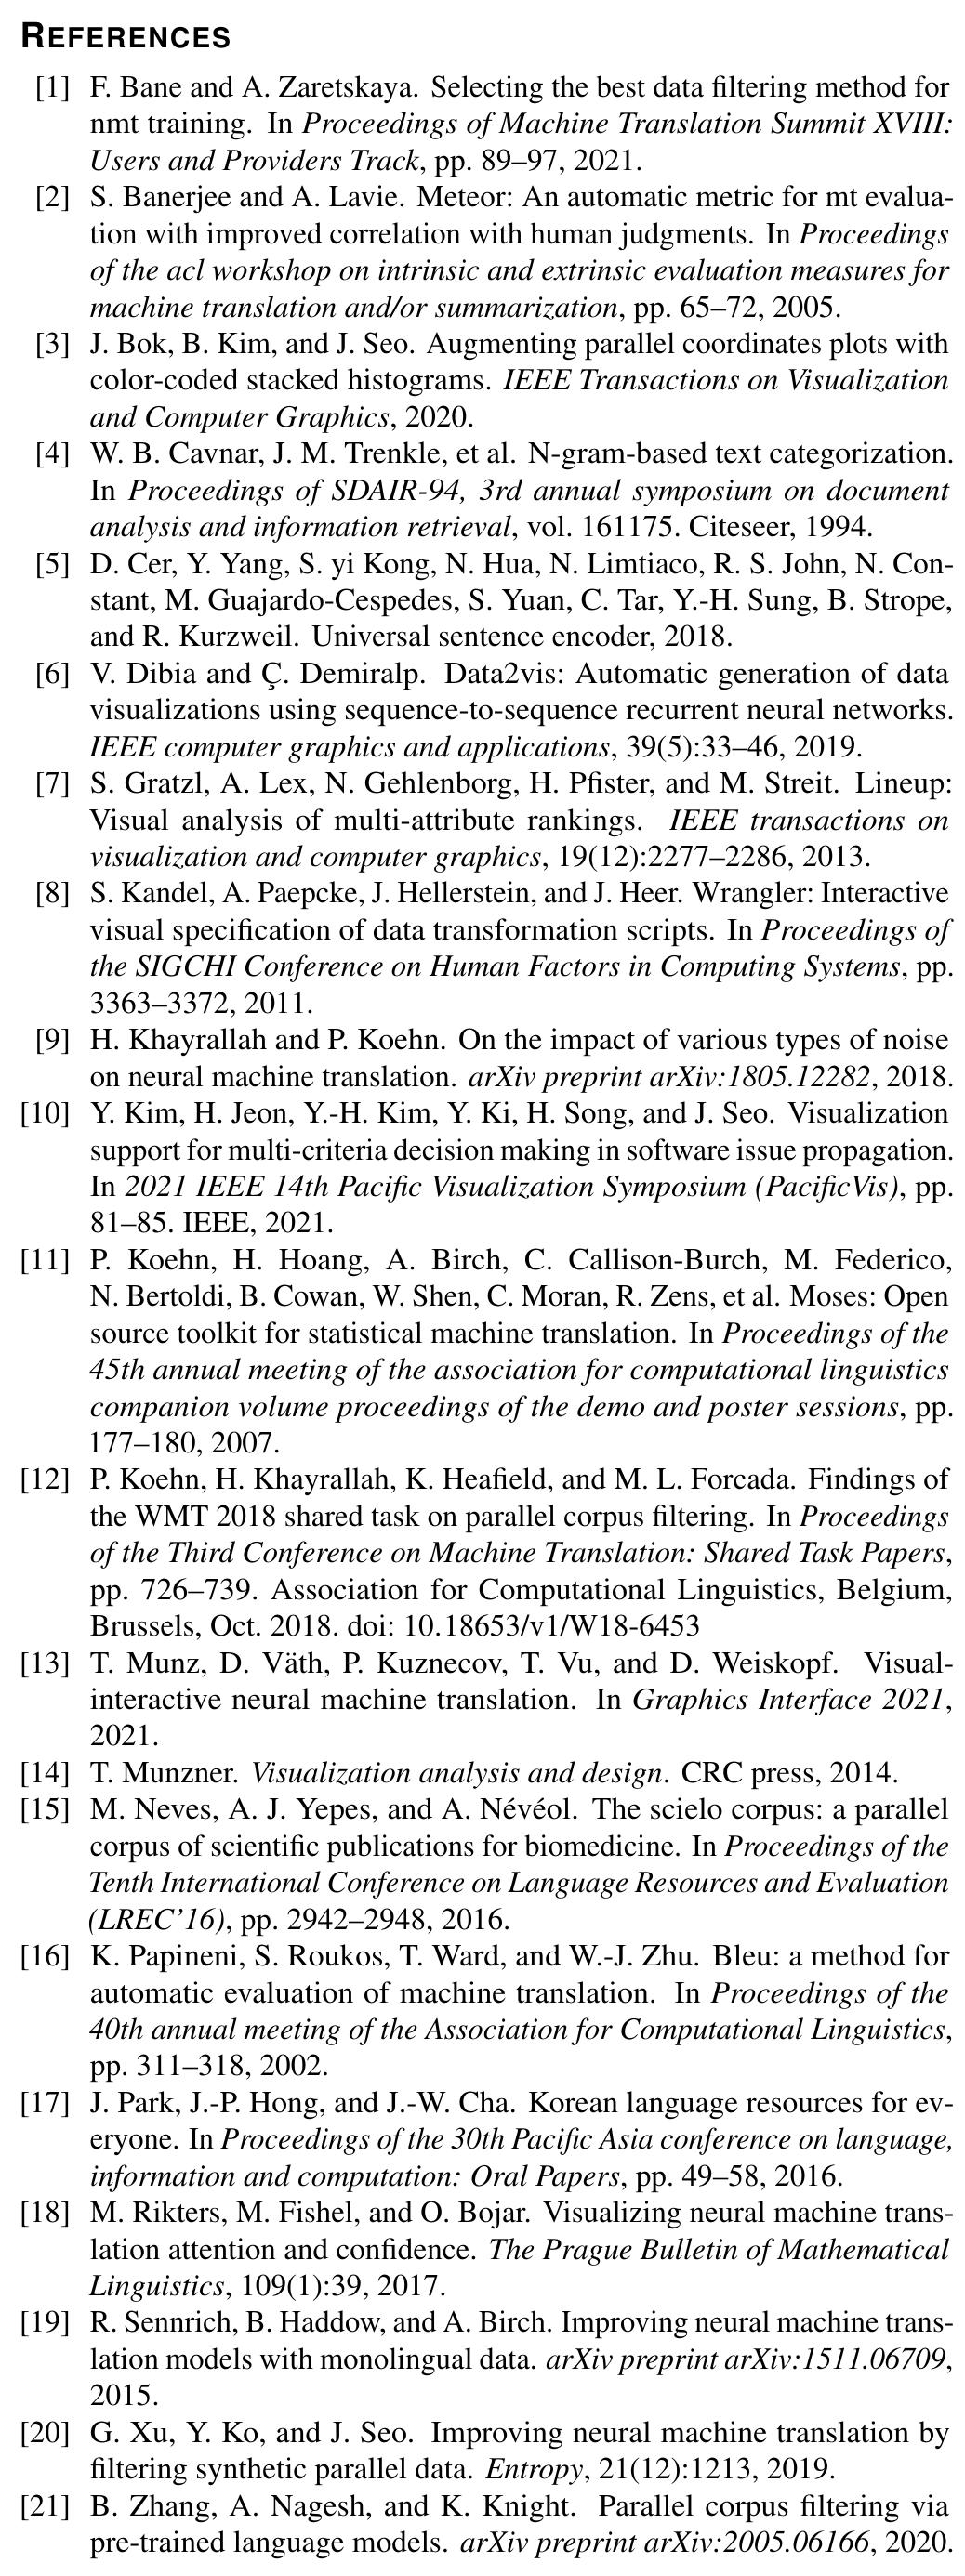 REFERENCES
[1] F. Bane and A. Zaretskaya. Selecting the best data filtering method for
nmt training. In Proceedings of Machine Translation Summit XVIII:
Users and Providers Track, pp. 89–97, 2021.
[2] S. Banerjee and A. Lavie. Meteor: An automatic metric for mt evalua-
tion with improved correlation with human judgments. In Proceedings
of the acl workshop on intrinsic and extrinsic evaluation measures for
machine translation and/or summarization, pp. 65–72, 2005.
[3] J. Bok, B. Kim, and J. Seo. Augmenting parallel coordinates plots with
color-coded stacked histograms. IEEE Transactions on Visualization
and Computer Graphics, 2020.
[4] W. B. Cavnar, J. M. Trenkle, et al. N-gram-based text categorization.
In Proceedings of SDAIR-94, 3rd annual symposium on document
analysis and information retrieval, vol. 161175. Citeseer, 1994.
[5] D. Cer, Y. Yang, S. yi Kong, N. Hua, N. Limtiaco, R. S. John, N. Con-
stant, M. Guajardo-Cespedes, S. Yuan, C. Tar, Y.-H. Sung, B. Strope,
and R. Kurzweil. Universal sentence encoder, 2018.
[6] V. Dibia and Ç. Demiralp. Data2vis: Automatic generation of data
visualizations using sequence-to-sequence recurrent neural networks.
IEEE computer graphics and applications, 39(5):33–46, 2019.
[7] S. Gratzl, A. Lex, N. Gehlenborg, H. Pfister, and M. Streit. Lineup:
Visual analysis of multi-attribute rankings. IEEE transactions on
visualization and computer graphics, 19(12):2277–2286, 2013.
[8] S. Kandel, A. Paepcke, J. Hellerstein, and J. Heer. Wrangler: Interactive
visual specification of data transformation scripts. In Proceedings of
the SIGCHI Conference on Human Factors in Computing Systems, pp.
3363–3372, 2011.
[9] H. Khayrallah and P. Koehn. On the impact of various types of noise
on neural machine translation. arXiv preprint arXiv:1805.12282, 2018.
[10] Y. Kim, H. Jeon, Y.-H. Kim, Y. Ki, H. Song, and J. Seo. Visualization
support for multi-criteria decision making in software issue propagation.
In 2021 IEEE 14th Pacific Visualization Symposium (PacificVis), pp.
81–85. IEEE, 2021.
[11] P. Koehn, H. Hoang, A. Birch, C. Callison-Burch, M. Federico,
N. Bertoldi, B. Cowan, W. Shen, C. Moran, R. Zens, et al. Moses: Open
source toolkit for statistical machine translation. In Proceedings of the
45th annual meeting of the association for computational linguistics
companion volume proceedings of the demo and poster sessions, pp.
177–180, 2007.
[12] P. Koehn, H. Khayrallah, K. Heafield, and M. L. Forcada. Findings of
the WMT 2018 shared task on parallel corpus filtering. In Proceedings
of the Third Conference on Machine Translation: Shared Task Papers,
pp. 726–739. Association for Computational Linguistics, Belgium,
Brussels, Oct. 2018. doi: 10.18653/v1/W18-6453
[13] T. Munz, D. Väth, P. Kuznecov, T. Vu, and D. Weiskopf. Visual-
interactive neural machine translation. In Graphics Interface 2021,
2021.
[14] T. Munzner. Visualization analysis and design. CRC press, 2014.
[15] M. Neves, A. J. Yepes, and A. Névéol. The scielo corpus: a parallel
corpus of scientific publications for biomedicine. In Proceedings of the
Tenth International Conference on Language Resources and Evaluation
(LREC'16), pp. 2942–2948, 2016.
[16] K. Papineni, S. Roukos, T. Ward, and W.-J. Zhu. Bleu: a method for
automatic evaluation of machine translation. In Proceedings of the
40th annual meeting of the Association for Computational Linguistics,
pp. 311–318, 2002.
[17] J. Park, J.-P. Hong, and J.-W. Cha. Korean language resources for ev-
eryone. In Proceedings of the 30th Pacific Asia conference on language,
information and computation: Oral Papers, pp. 49–58, 2016.
[18] M. Rikters, M. Fishel, and O. Bojar. Visualizing neural machine trans-
lation attention and confidence. The Prague Bulletin of Mathematical
Linguistics, 109(1):39, 2017.
[19] R. Sennrich, B. Haddow, and A. Birch. Improving neural machine trans-
lation models with monolingual data. arXiv preprint arXiv:1511.06709,
2015.
[20] G. Xu, Y. Ko, and J. Seo. Improving neural machine translation by
filtering synthetic parallel data. Entropy, 21(12):1213, 2019.
[21] B. Zhang, A. Nagesh, and K. Knight. Parallel corpus filtering via
pre-trained language models. arXiv preprint arXiv:2005.06166, 2020.